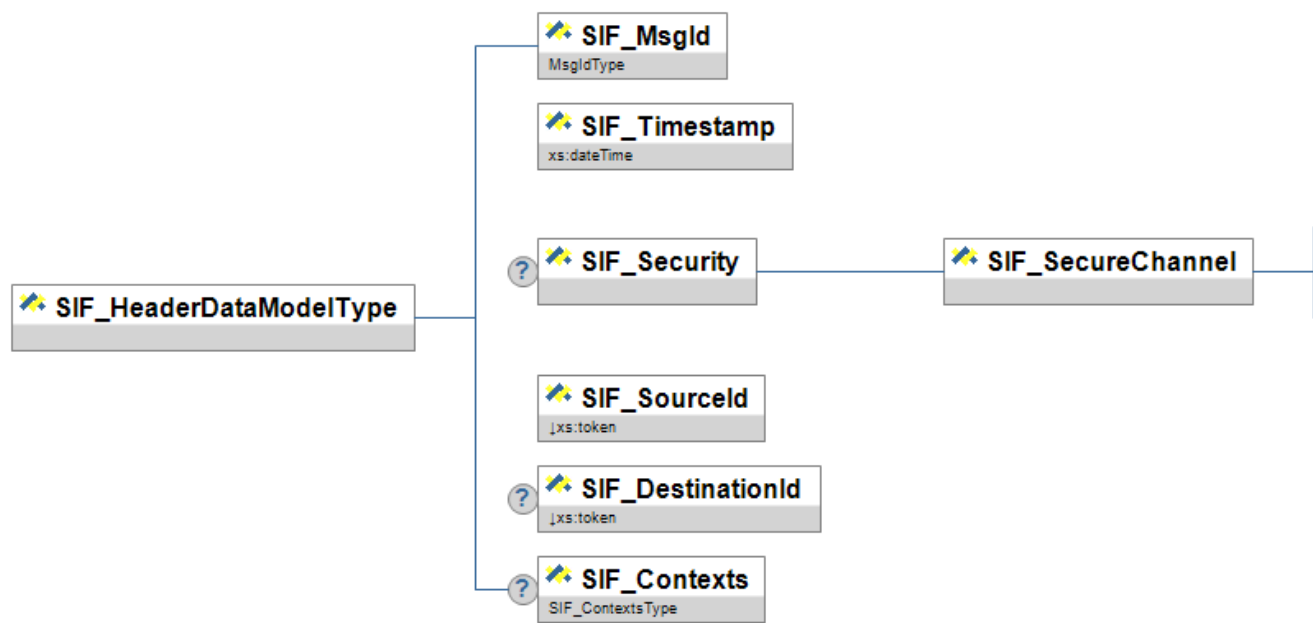 SIF_MsgId
MsgIdType
SIF_Timestamp
xs:dateTime
?
SIF_Security
SIF_SecureChannel
SIF_HeaderDataModelType
SIF_SourceId
↓xs:token
?
SIF_DestinationId
↓xs:token
?
SIF_Contexts
SIF_ContextsType